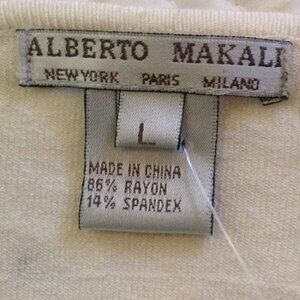 ALBERTO MAKALI
NEW YORK PARIS MILANO
L
MADE IN CHINA
86% RAYON
14% SPANDEX